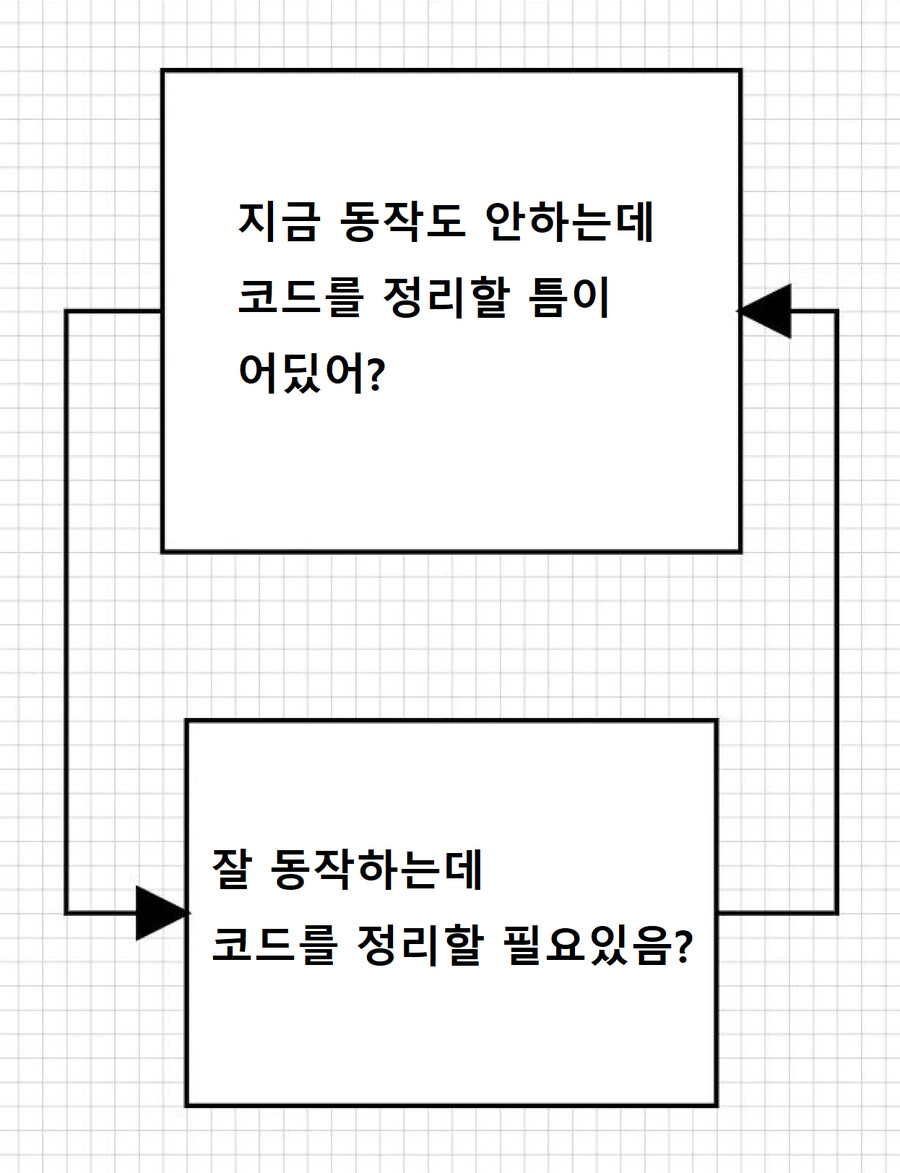 지금 동작도 안하는데
코드를 정리할 틈이
어딨어?
잘 동작하는데
코드를 정리할 필요있음?